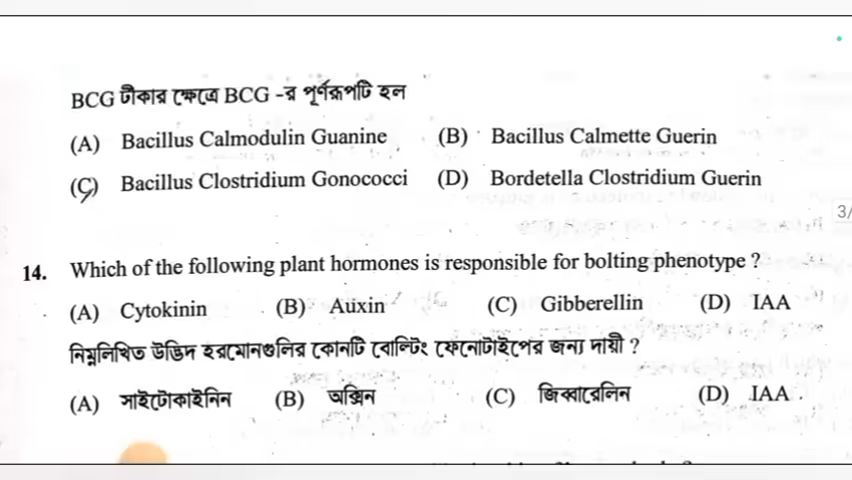 BCG টীকার ক্ষেত্রে BCG -র পূর্ণরূপটি হল
(A) Bacillus Calmodulin Guanine (B) Bacillus Calmette Guerin
(C) Bacillus Clostridium Gonococci (D) Bordetella Clostridium Guerin
3/
14. Which of the following plant hormones is responsible for bolting phenotype ?
(A) Cytokinin (B) Auxin (C) Gibberellin (D) IAA
নিম্নলিখিত উদ্ভিদ হরমোনগুলির কোনটি বোল্টিং ফেনোটাইপের জন্য দায়ী ?
(A) সাইটোকাইনিন (B) অক্সিন (C) জিব্বারেলিন (D) IAA